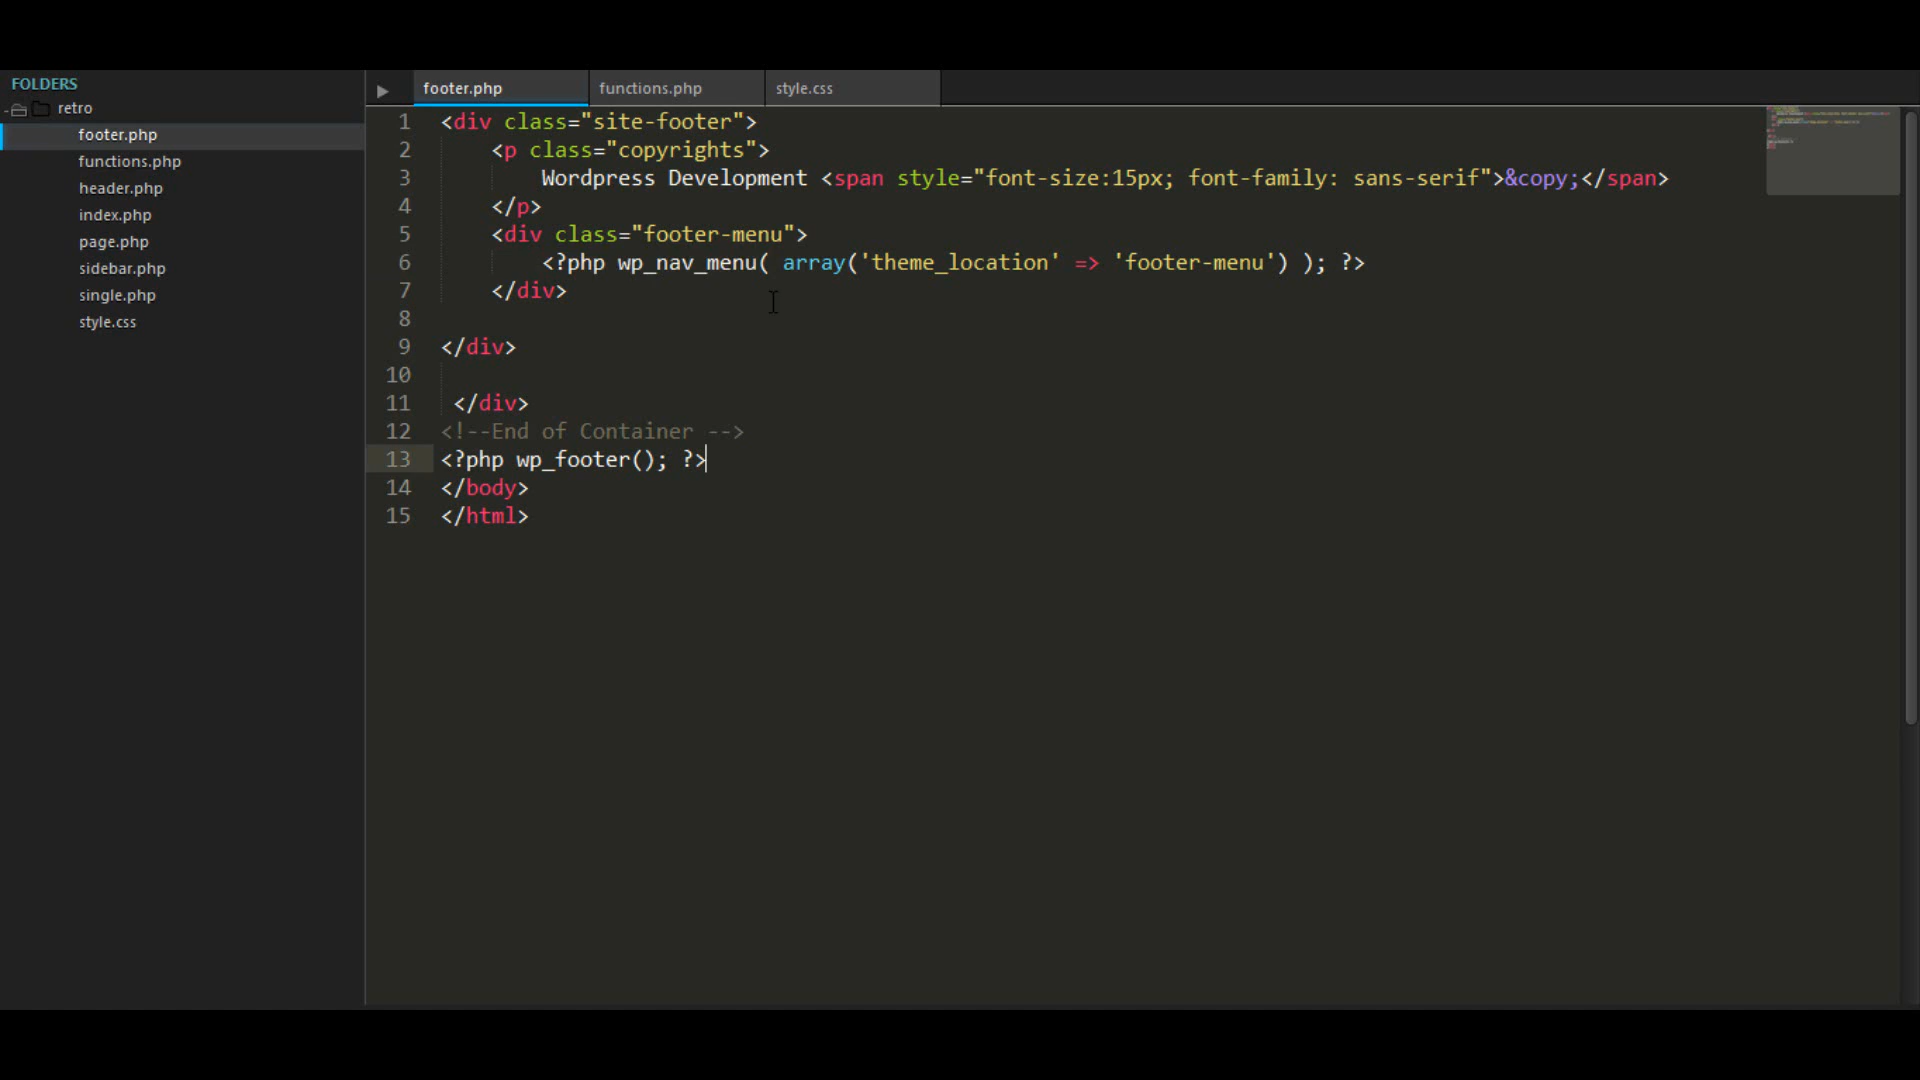 FOLDERS
retro
footer.php
functions.php
header.php
index.php
page.php
sidebar.php
single.php
style.css
footer.php functions.php style.css
1 <div class="site-footer">
2 <p class="copyrights">
3 Wordpress Development <span style="font-size:15px; font-family: sans-serif">&copy;</span>
4 </p>
5 <div class="footer-menu">
6 <?php wp_nav_menu( array('theme_location' => 'footer-menu') ); ?>
7 </div>
8
9 </div>
10
11 </div>
12 <!--End of Container -->
13 <?php wp_footer(); ?>
14 </body>
15 </html>